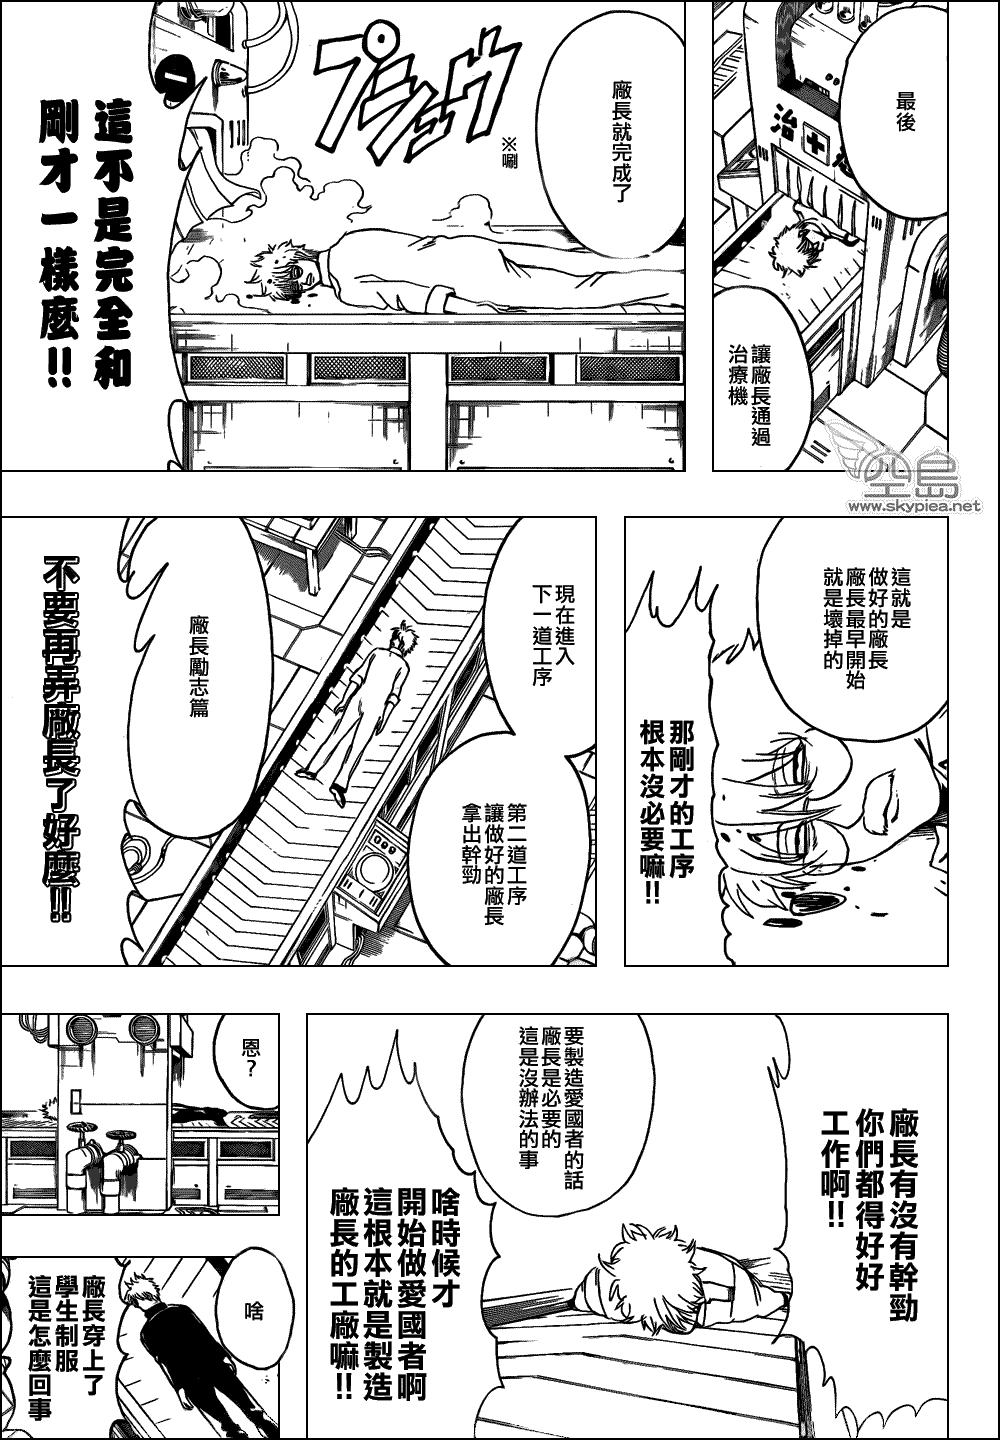 最後
治
讓廠長通過
治療機
廠長就完成了
プシュウ
※唰
這不是完全和
剛才一樣麼!!
空島
www.skypiea.net
這就是
做好的廠長
廠長最早開始
就是壞掉的
那剛才的工序
根本沒必要嘛!!
現在進入
下一道工序
第二道工序
讓做好的廠長
拿出幹勁
廠長勵志篇
不要再弄廠長了好麼!!
廠長有沒有幹勁
你們都得好好
工作啊!!
要製造愛國者的話
廠長是必要的
這是沒辦法的事
啥時候才
開始做愛國者啊
這根本就是製造
廠長的工廠嘛!!
恩?
啥
廠長穿上了
學生制服
這是怎麼回事